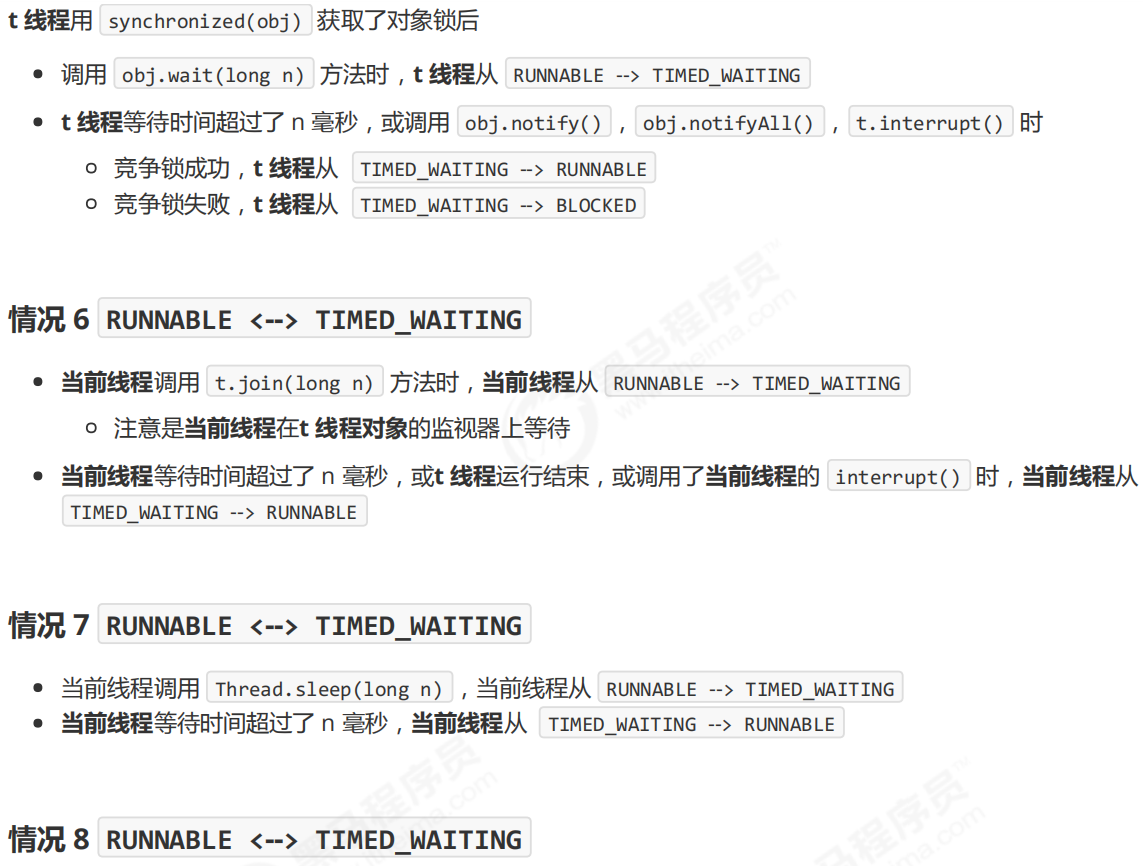 t 线程用 synchronized(obj) 获取了对象锁后
调用 obj.wait(long n) 方法时，t 线程从 RUNNABLE --> TIMED_WAITING
t 线程等待时间超过了 n 毫秒，或调用 obj.notify() ， obj.notifyAll() ， t.interrupt() 时
竞争锁成功，t 线程从 TIMED_WAITING --> RUNNABLE
竞争锁失败，t 线程从 TIMED_WAITING --> BLOCKED
情况 6 RUNNABLE <--> TIMED_WAITING
当前线程调用 t.join(long n) 方法时，当前线程从 RUNNABLE --> TIMED_WAITING
注意是当前线程在t 线程对象的监视器上等待
当前线程等待时间超过了 n 毫秒，或t 线程运行结束，或调用了当前线程的 interrupt() 时，当前线程从
TIMED_WAITING --> RUNNABLE
情况 7 RUNNABLE <--> TIMED_WAITING
当前线程调用 Thread.sleep(long n) ，当前线程从 RUNNABLE --> TIMED_WAITING
当前线程等待时间超过了 n 毫秒，当前线程从 TIMED_WAITING --> RUNNABLE
情况 8 RUNNABLE <--> TIMED_WAITING